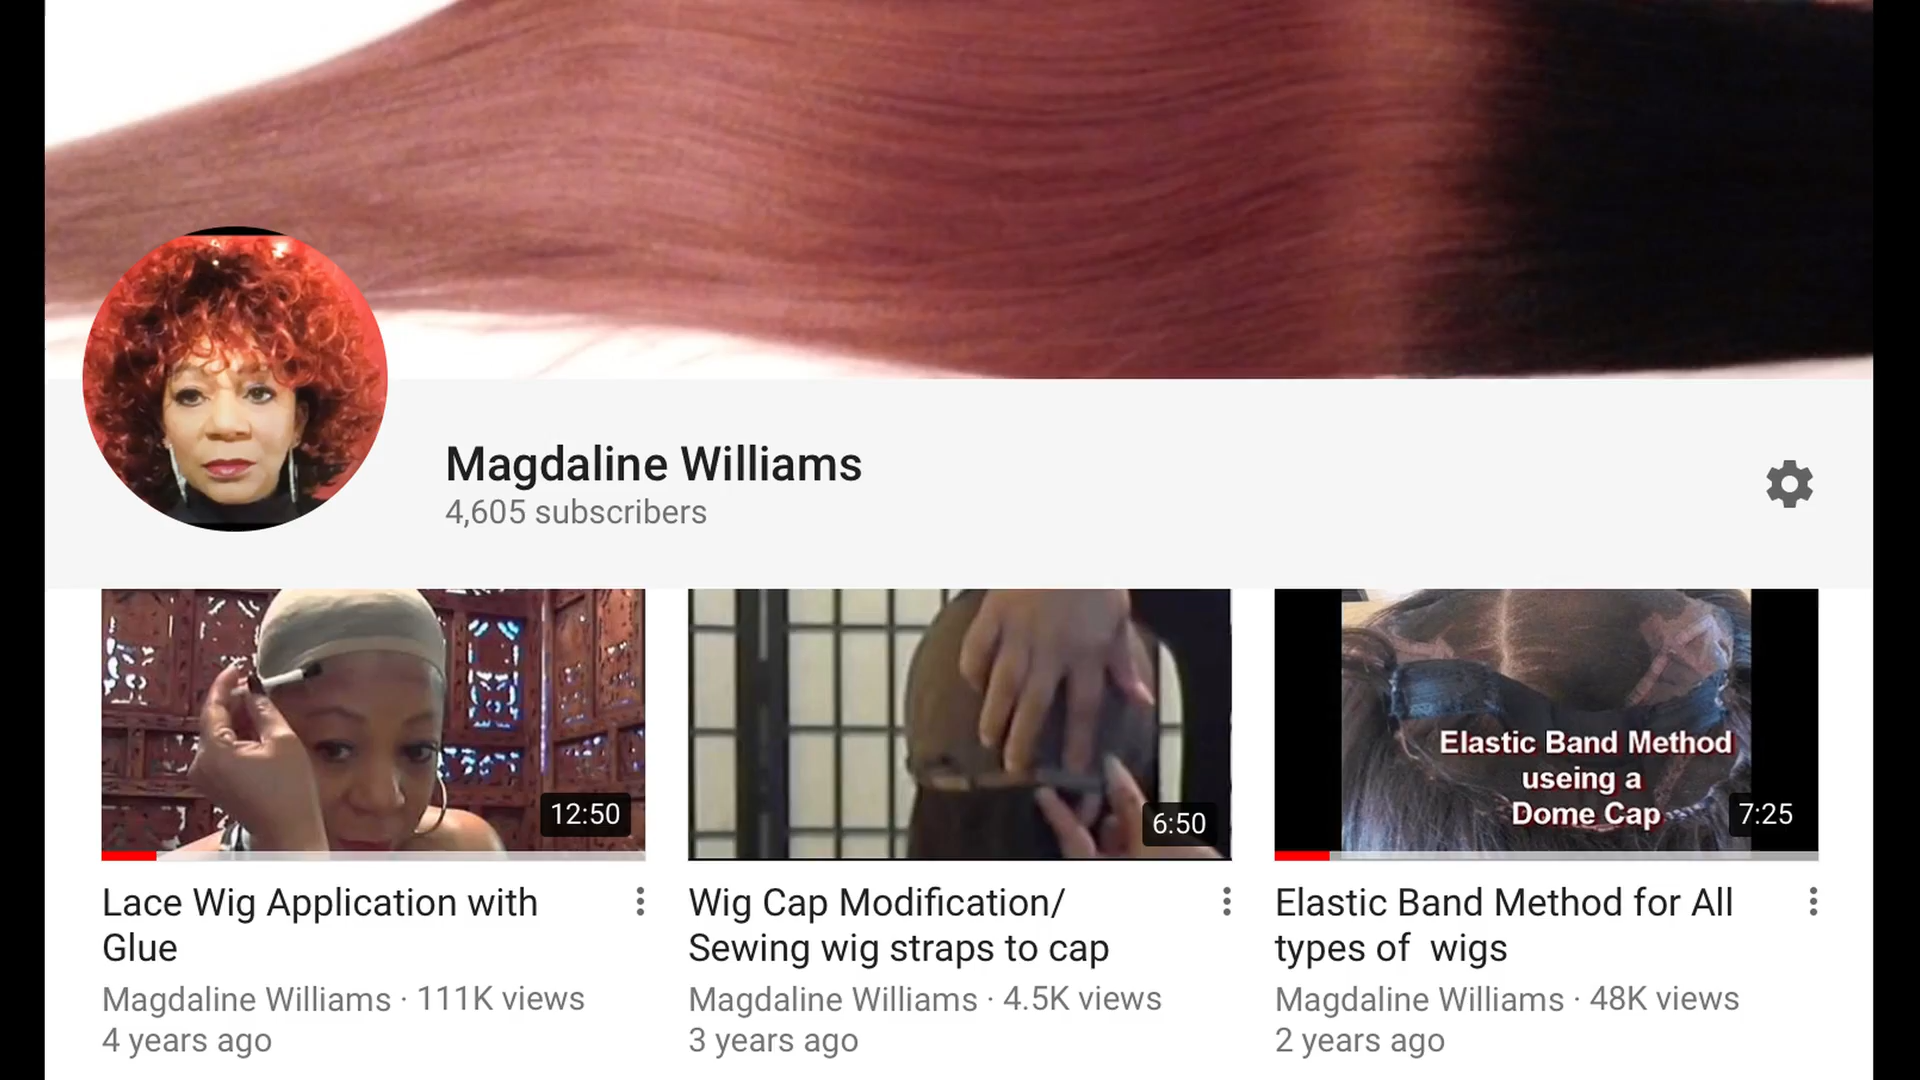 Magdaline Williams
4,605 subscribers
12:50
6:50
Elastic Band Method
useing a
Dome Cap
7:25
Lace Wig Application with
Glue
Magdaline Williams · 111K views
4 years ago
Wig Cap Modification/
Sewing wig straps to cap
Magdaline Williams · 4.5K views
3 years ago
Elastic Band Method for All
types of  wigs
Magdaline Williams · 48K views
2 years ago